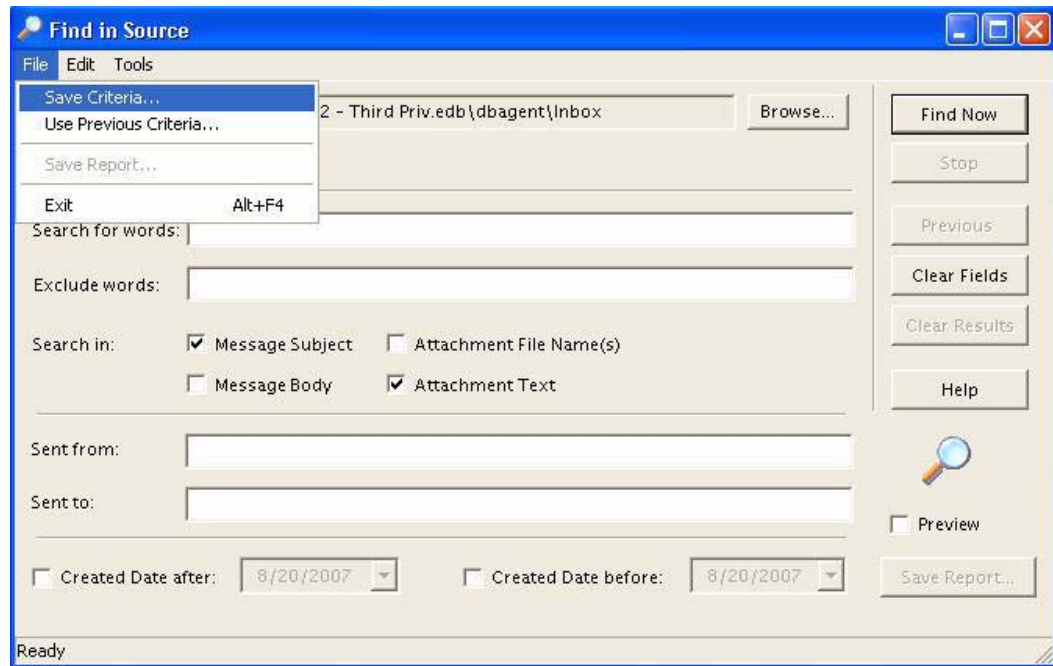 Find in Source
File Edit Tools
Save Criteria...
Use Previous Criteria...
Save Report...
Exit Alt+F4
2 - Third Priv.edb\dbagent\Inbox
Browse...
Find Now
Stop
Search for words:
Previous
Exclude words:
Clear Fields
Search in:
Message Subject
Attachment File Name(s)
Clear Results
Message Body
Attachment Text
Help
Sent from:
Sent to:
Preview
Created Date after: 8/20/2007
Created Date before: 8/20/2007
Save Report...
Ready